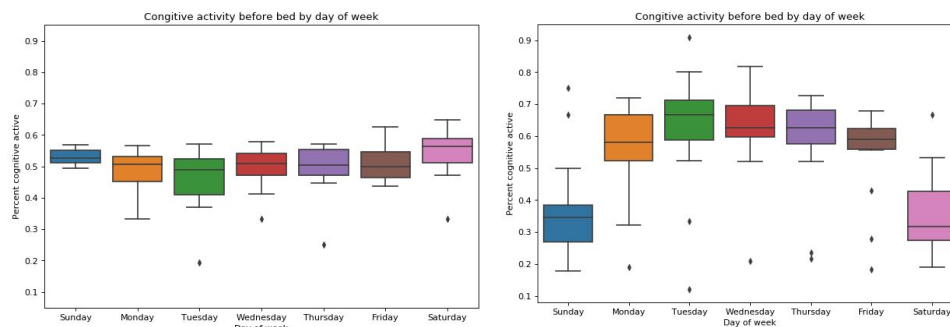 Congitive activity before bed by day of week
Percent cognitive active
0.9
0.8
0.7
0.6
0.5
0.4
0.3
0.2
0.1
Sunday Monday Tuesday Wednesday Thursday Friday Saturday
Day of week
Congitive activity before bed by day of week
Percent cognitive active
0.9
0.8
0.7
0.6
0.5
0.4
0.3
0.2
0.1
Sunday Monday Tuesday Wednesday Thursday Friday Saturday
Day of week